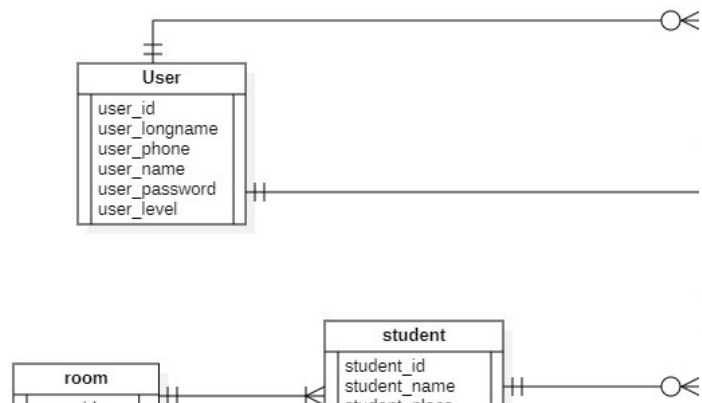 User
user_id
user_longname
user_phone
user_name
user_password
user_level
student
student_id
student_name
room